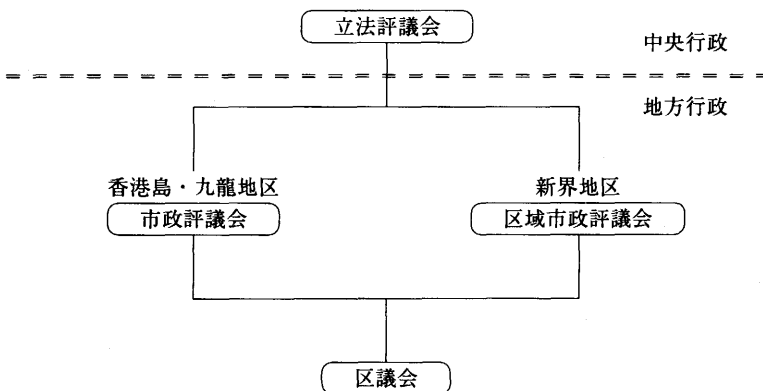 立法評議会
中央行政
地方行政
香港島・九龍地区
新界地区
市政評議会
区域市政評議会
区議会